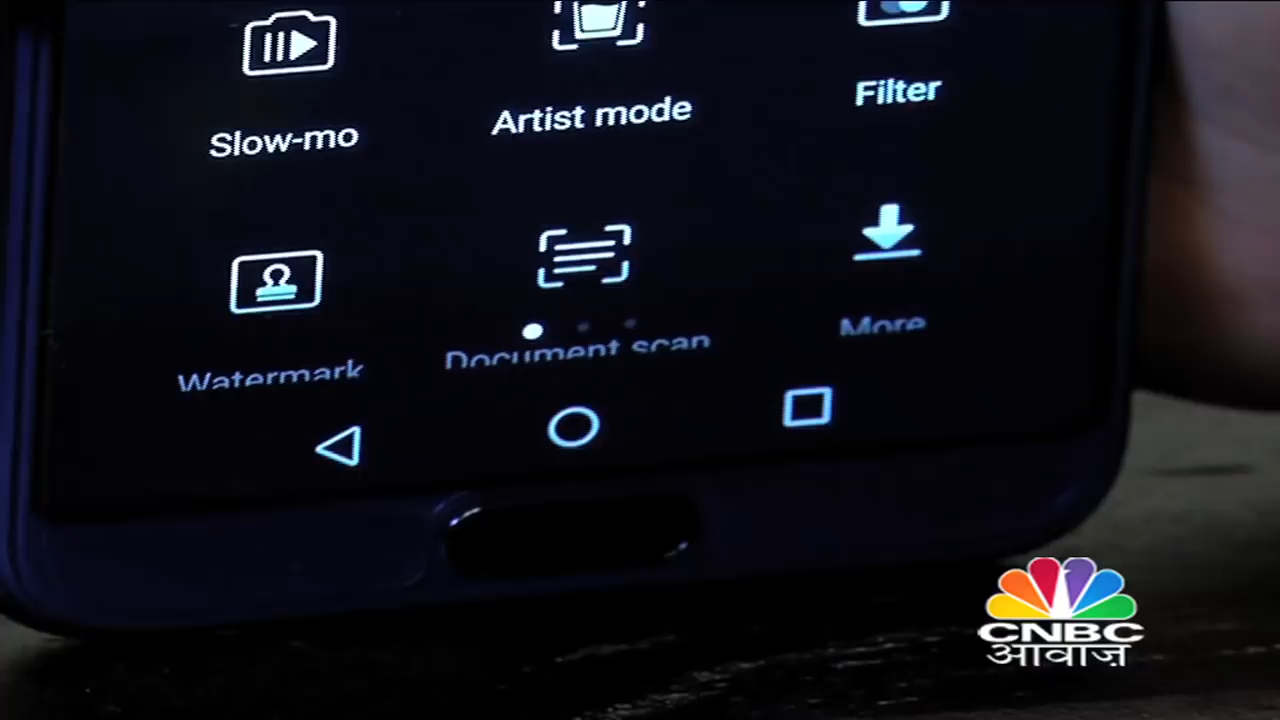 Slow-mo
Artist mode
Filter
Watermark
Document scan
More
CNBC
आवाज़